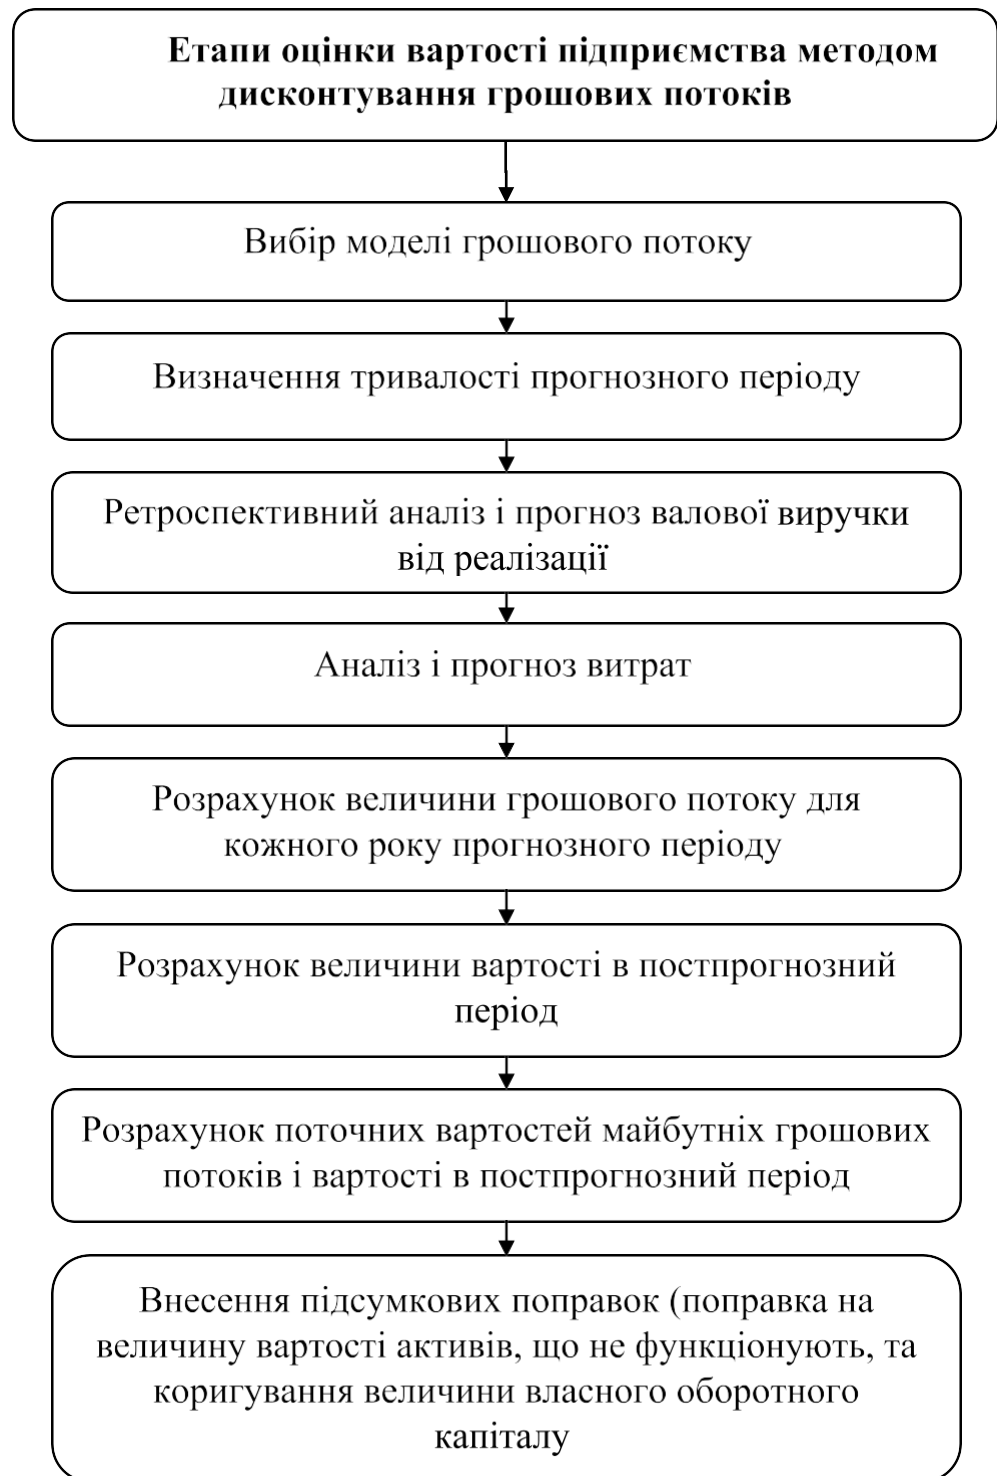 Етапи оцінки вартості підприємства методом
дисконтування грошових потоків
Вибір моделі грошового потоку
Визначення тривалості прогнозного періоду
Ретроспективний аналіз і прогноз валової виручки
від реалізації
Аналіз і прогноз витрат
Розрахунок величини грошового потоку для
кожного року прогнозного періоду
Розрахунок величини вартості в постпрогнозний
період
Розрахунок поточних вартостей майбутніх грошових
потоків і вартості в постпрогнозний період
Внесення підсумкових поправок (поправка на
величину вартості активів, що не функціонують, та
коригування величини власного оборотного
капіталу